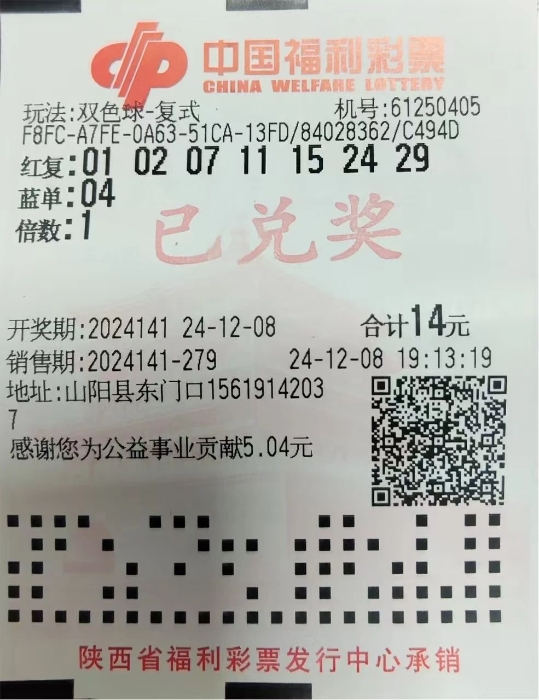 中国福利彩票
CHINA WELFARE LOTTERY
玩法:双色球-复式 机号:61250405
F8FC-A7FE-0A63-51CA-13FD/84028362/C494D
红复:01 02 07 11 15 24 29
蓝单:04
倍数:1
已兑奖
开奖期:2024141 24-12-08 合计14元
销售期:2024141-279 24-12-08 19:13:19
地址:山阳县东门口1561914203
7
感谢您为公益事业贡献5.04元
陕西省福利彩票发行中心承销